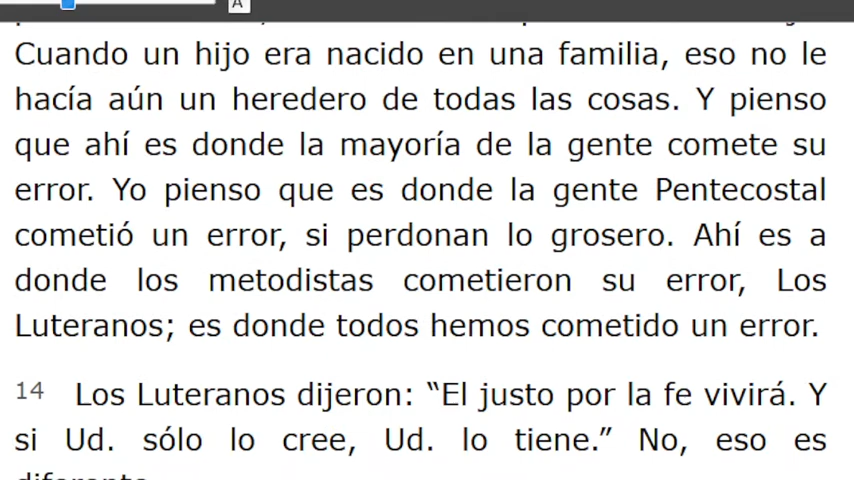 A
Cuando un hijo era nacido en una familia, eso no le
hacía aún un heredero de todas las cosas. Y pienso
que ahí es donde la mayoría de la gente comete su
error. Yo pienso que es donde la gente Pentecostal
cometió un error, si perdonan lo grosero. Ahí es a
donde los metodistas cometieron su error, Los
Luteranos; es donde todos hemos cometido un error.
14 Los Luteranos dijeron: “El justo por la fe vivirá. Y
si Ud. sólo lo cree, Ud. lo tiene.” No, eso es
diferente